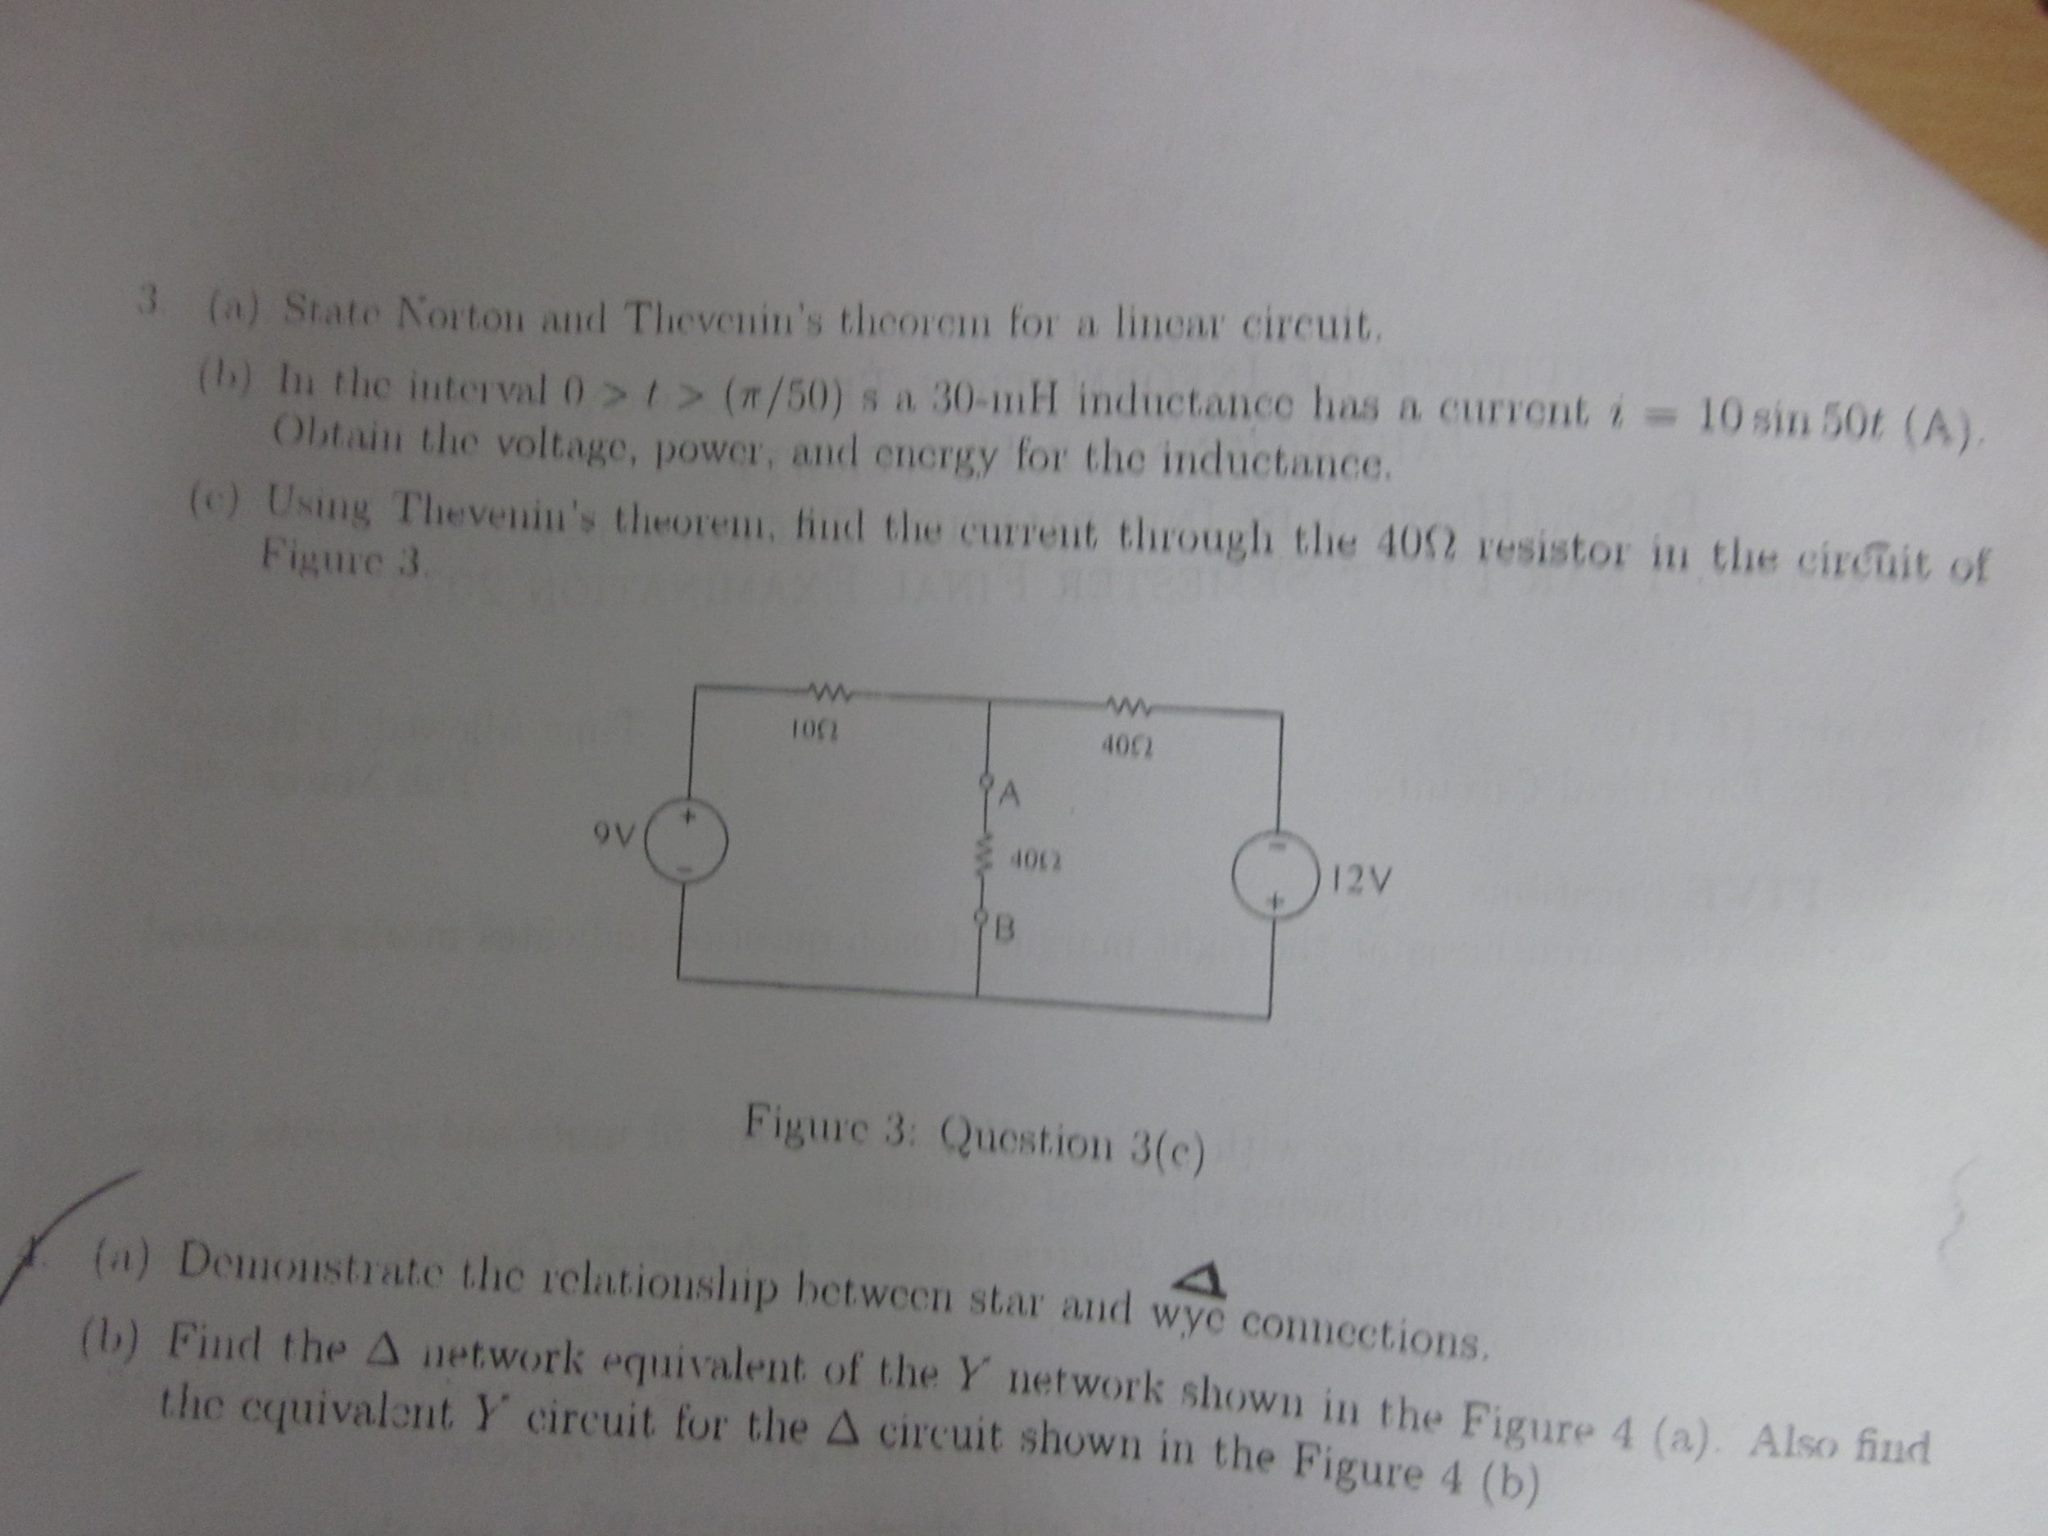 3. (a) State Norton and Thevenin's theorem for a linear circuit.
(b) In the interval 0 > t > (π/50) s a 30-mH inductance has a current i = 10 sin 50t (A).
Obtain the voltage, power, and energy for the inductance.
(c) Using Thevenin's theorem, find the current through the 40Ω resistor in the circuit of
Figure 3.
10Ω
40Ω
A
9V
+
-
40Ω
-
+
12V
B
Figure 3: Question 3(c)
4. (a) Demonstrate the relationship between star and wye connections.
Δ
(b) Find the Δ network equivalent of the Y network shown in the Figure 4 (a). Also find
the equivalent Y circuit for the Δ circuit shown in the Figure 4 (b)